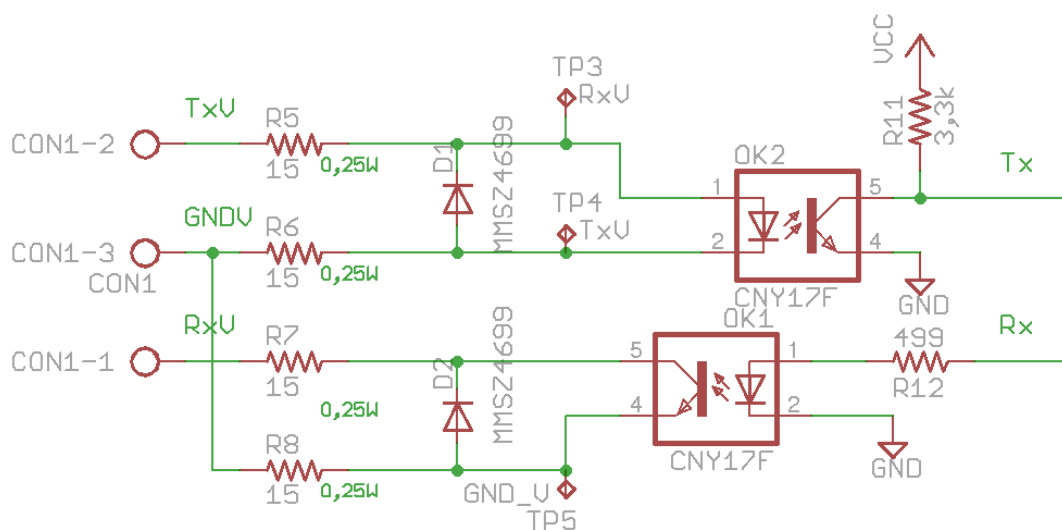 VCC
TP3
RxV
TxV
R5
R11
3,3k
CON1-2
15
0,25W
D1
MMSZ4699
OK2
1
5
Tx
GNDV
TP4
TxV
R6
CON1-3
2
4
CON1
15
0,25W
CNY17F
GND
OK1
RxV
R7
499
Rx
CON1-1
5
1
R12
15
D2
MMSZ4699
0,25W
4
2
R8
CNY17F
GND
15
0,25W
GND_V
TP5